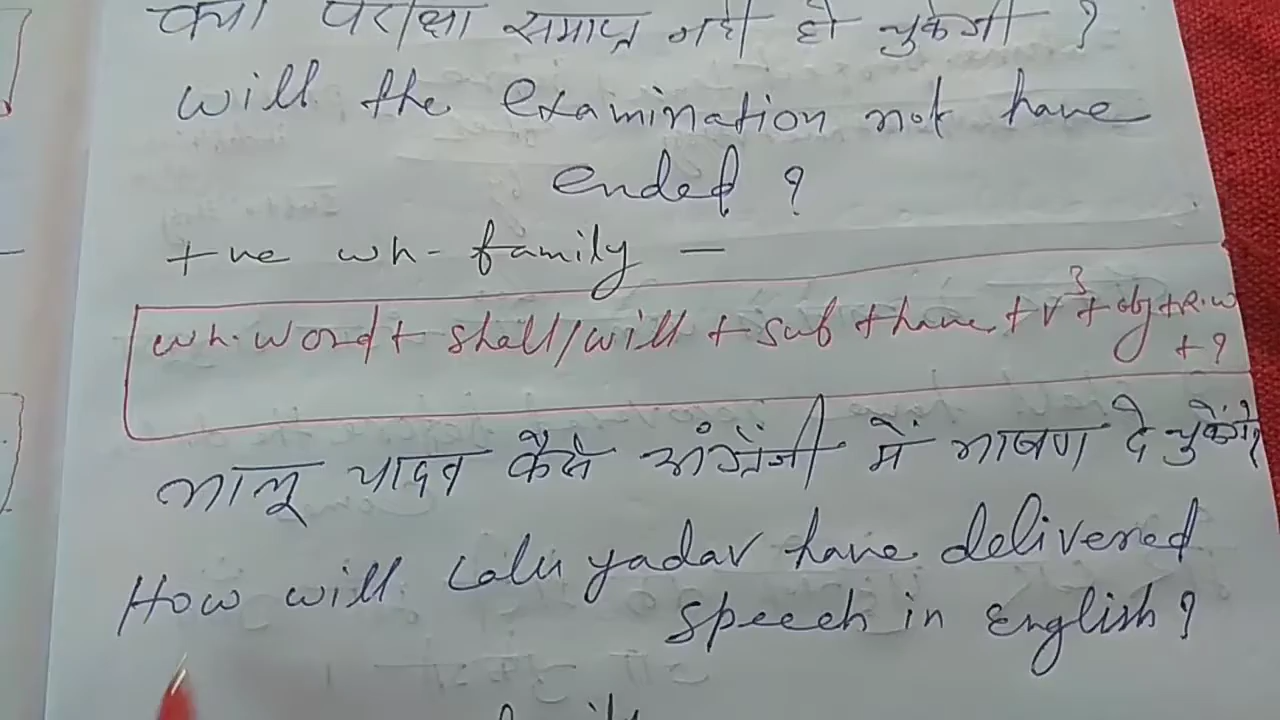 क्या परीक्षा समाप्त नहीं हो चुकेगी ?
will the examination not have
ended ?
+ve wh- family -
wh.word + shall/will + sub + have + v³ + obj + R.w
+ ?
लालू यादव कैसे अंग्रेजी में भाषण दे चुकेंगे?
How will Lalu yadav have delivered
speech in English ?